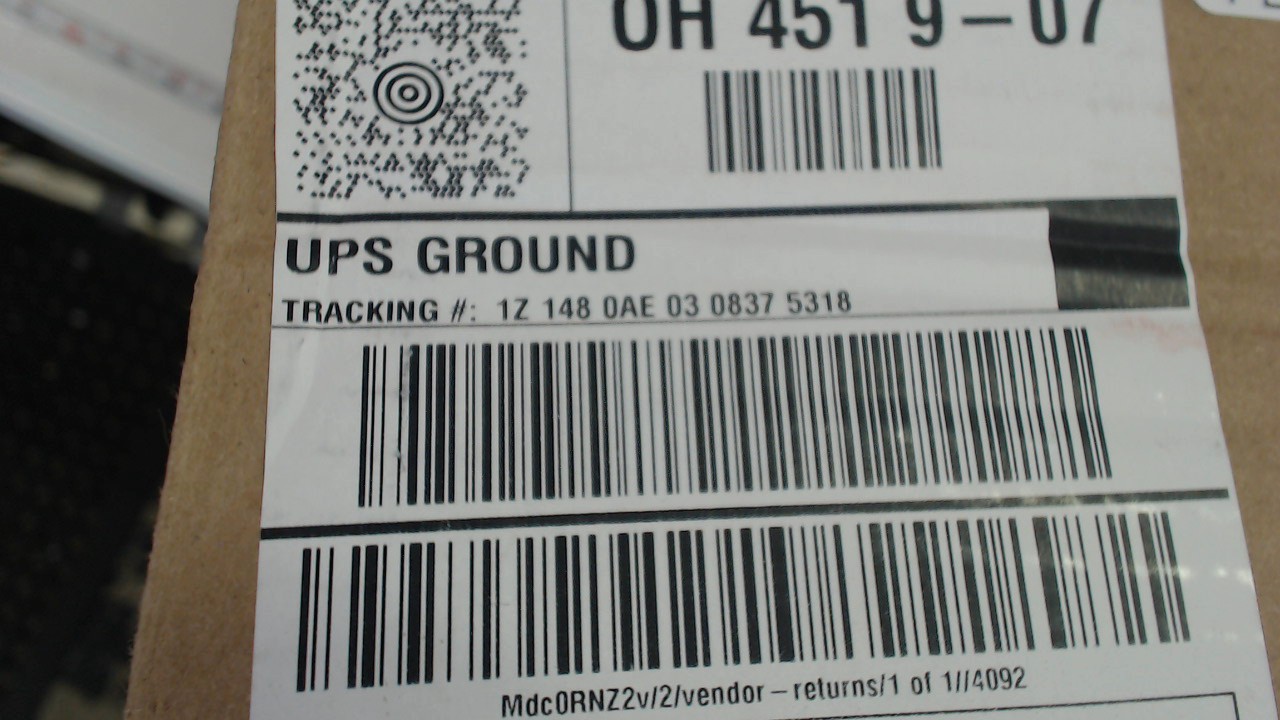 OH 451 9-07
UPS GROUND
TRACKING #: 1Z 148 0AE 03 0837 5318
Mdc0RNZ2v/2/vendor-returns/1 of 1//4092